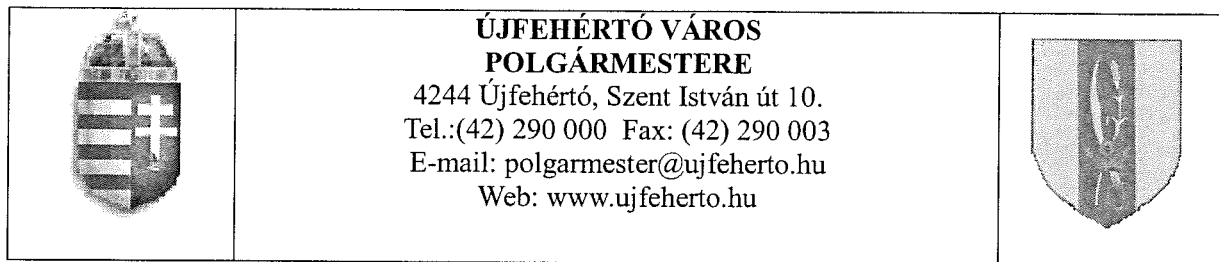 ÚJFEHÉRTÓ VÁROS
POLGÁRMESTERE
4244 Újfehértó, Szent István út 10.
Tel.:(42) 290 000 Fax: (42) 290 003
E-mail: polgarmester@ujfeherto.hu
Web: www.ujfeherto.hu